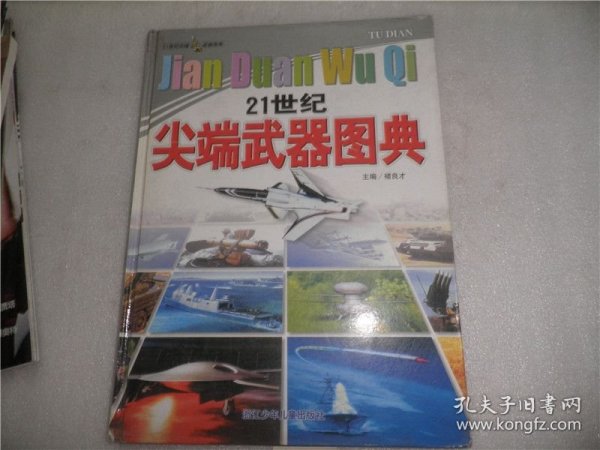 TU DIAN
Jian Duan Wu Qi
21世纪
尖端武器图典
主编/褚良才
浙江少年儿童出版社
孔夫子旧书网
www.kongfz.com